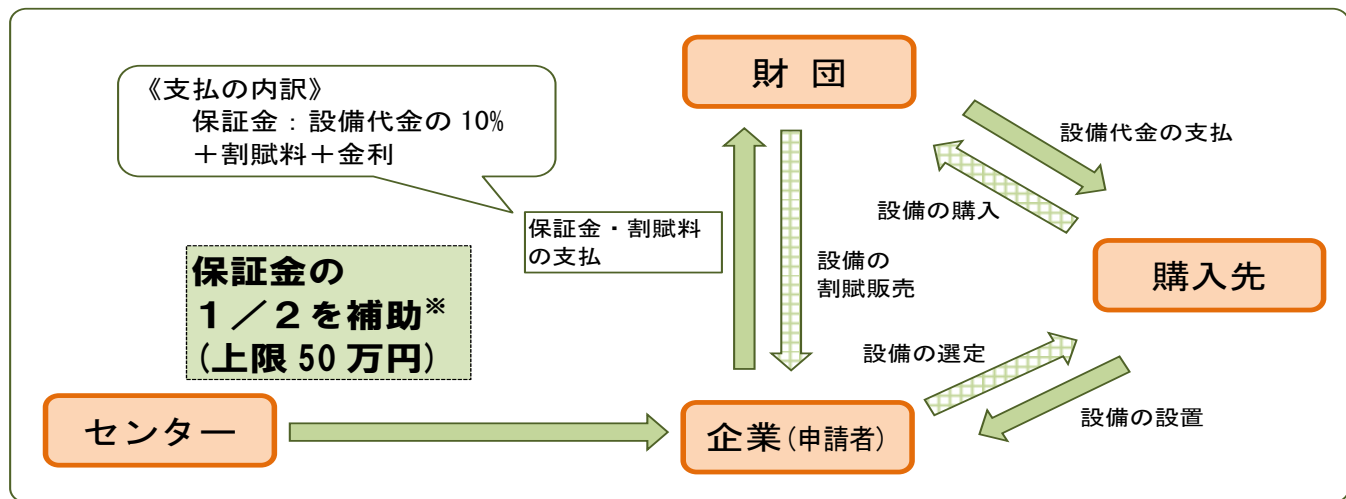 財 団
《支払の内訳》
保証金：設備代金の 10%
＋割賦料＋金利
設備代金の支払
設備の購入
保証金・割賦料
の支払
設備の
割賦販売
購入先
保証金の
１／２を補助※
(上限 50 万円)
設備の選定
設備の設置
センター
企業(申請者)